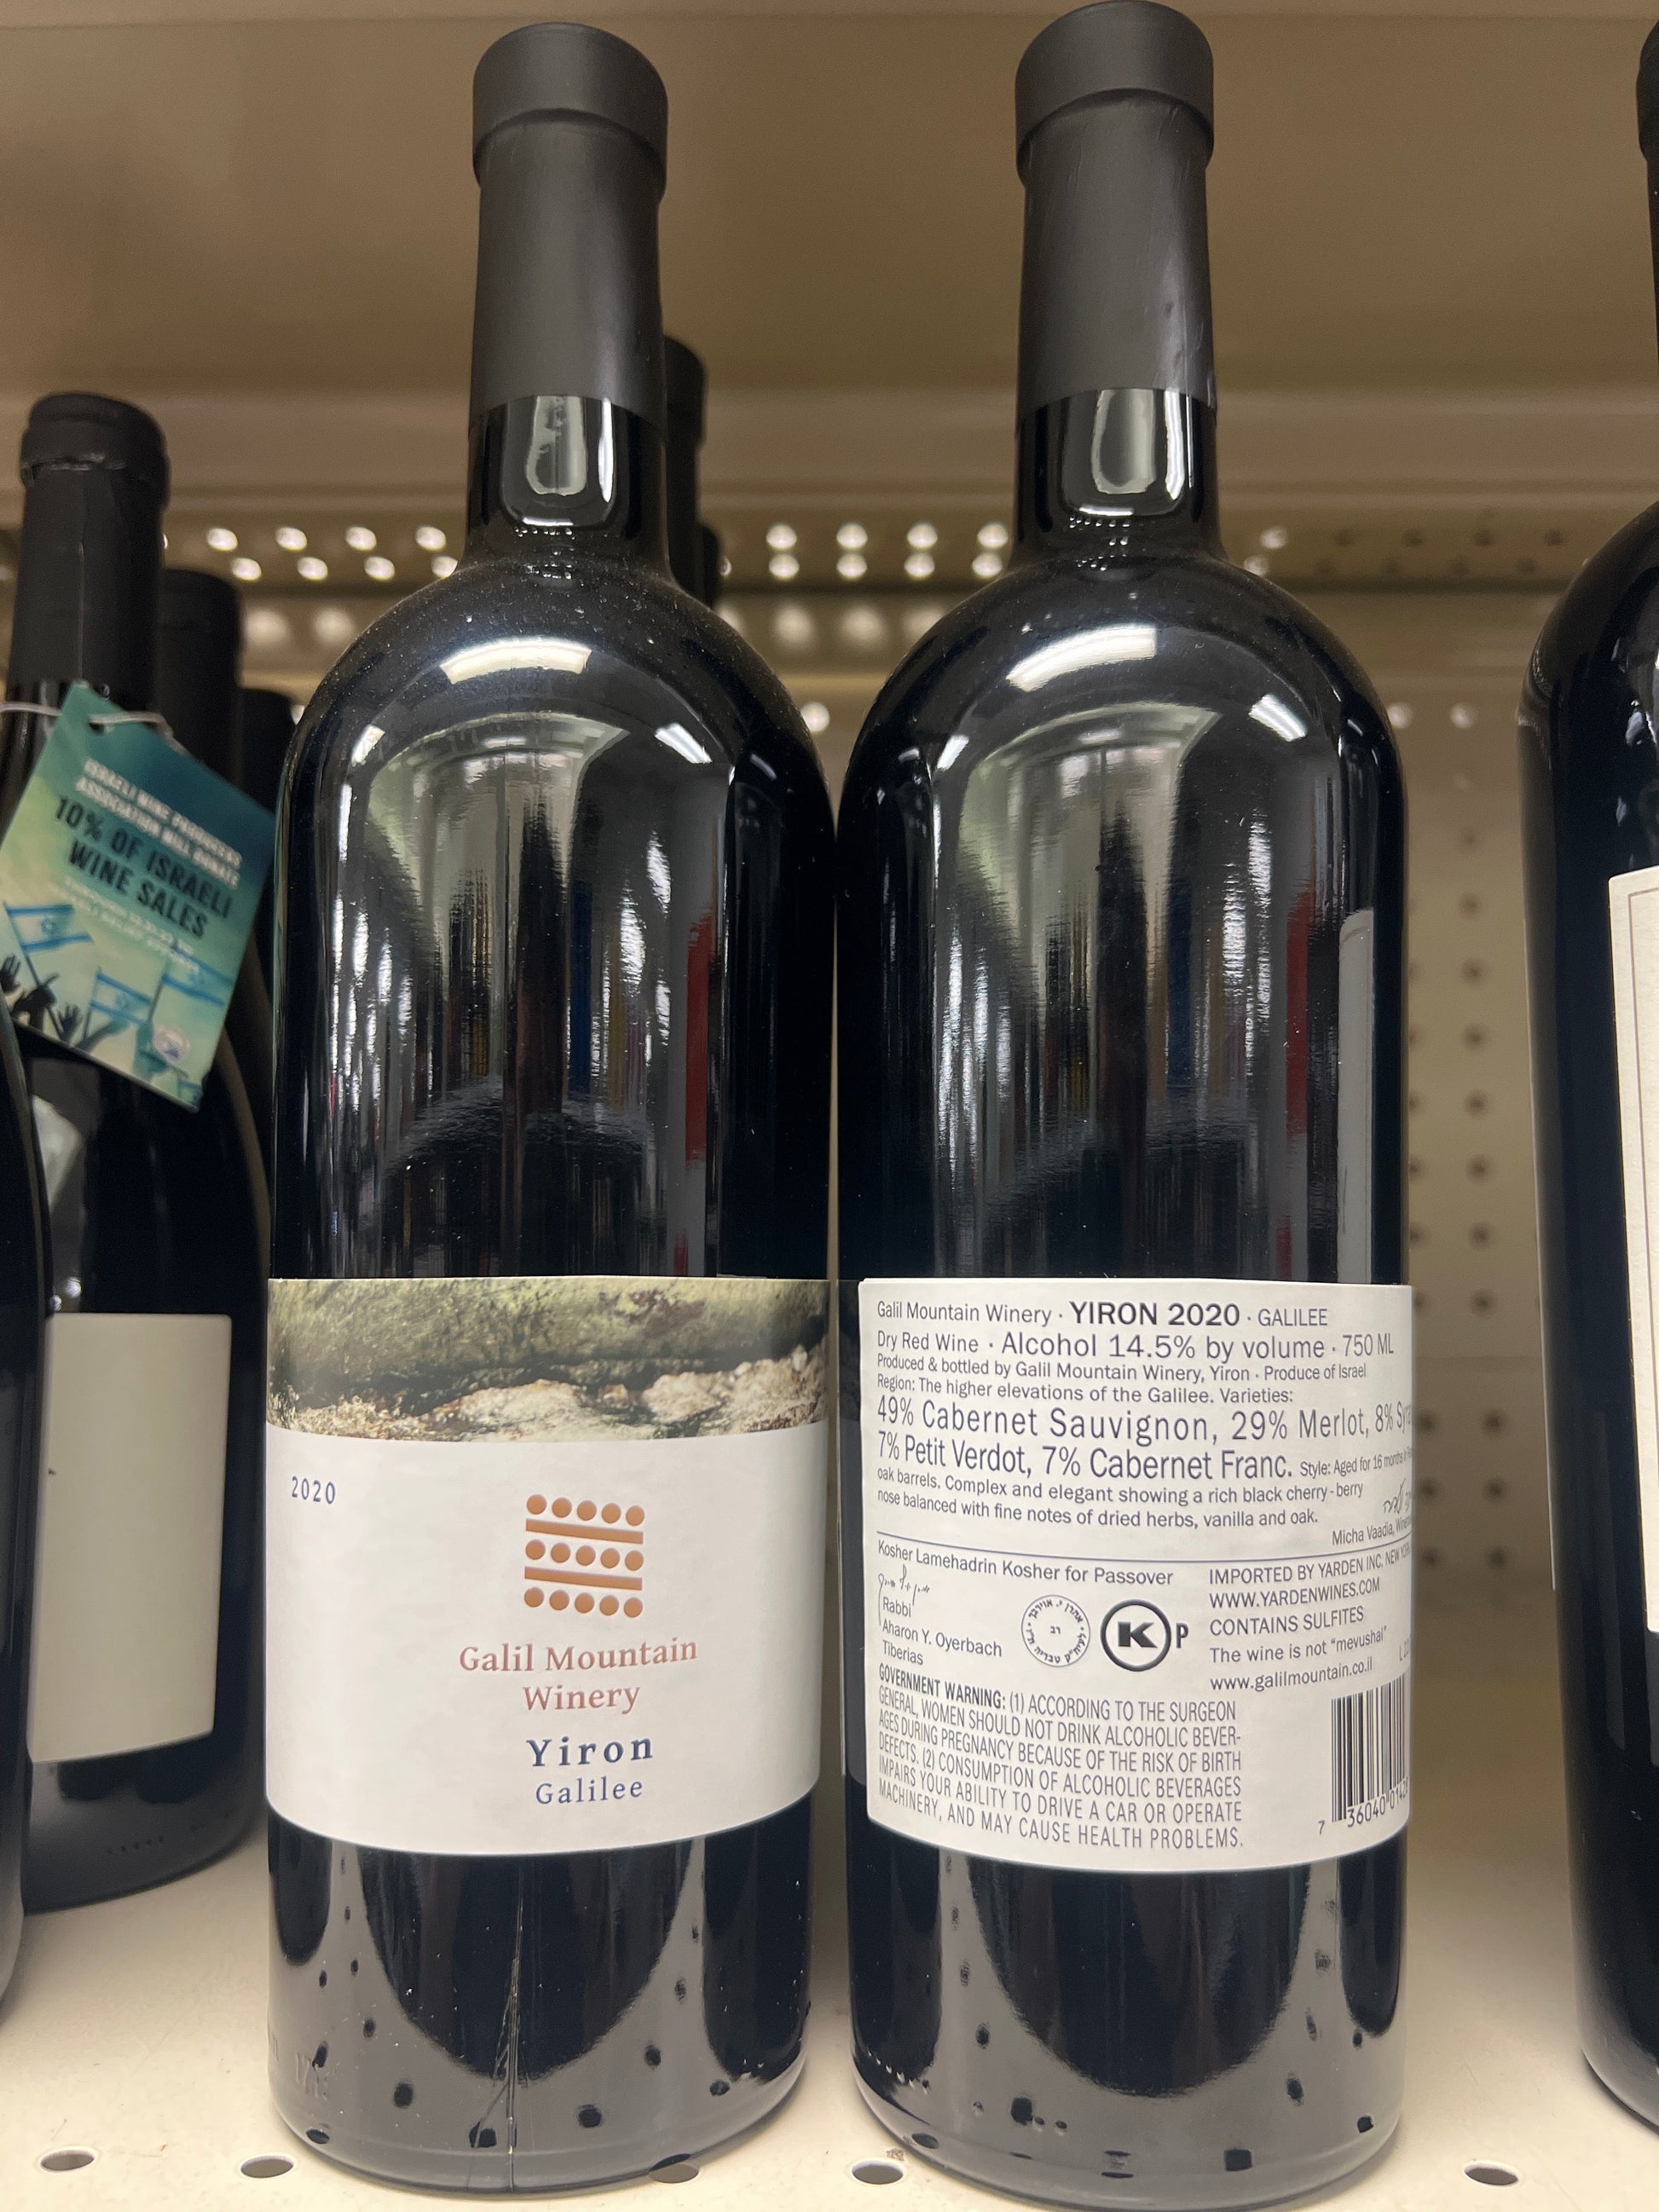 ISRAELI WINE PRODUCERS
ASSOCIATION WILL DONATE
10% OF ISRAELI
WINE SALES
2020
Galil Mountain
Winery
Yiron
Galilee
Galil Mountain Winery · YIRON 2020 · GALILEE
Dry Red Wine · Alcohol 14.5% by volume · 750 ML
Produced & bottled by Galil Mountain Winery, Yiron · Produce of Israel
Region: The higher elevations of the Galilee. Varieties:
49% Cabernet Sauvignon, 29% Merlot, 8%
7% Petit Verdot, 7% Cabernet Franc. Style: Aged for 16 months
oak barrels. Complex and elegant showing a rich black cherry - berry
nose balanced with fine notes of dried herbs, vanilla and oak.
Micha Vaadia,
Kosher Lamehadrin Kosher for Passover
Rabbi
Aharon Y. Oyerbach
Tiberias
K P
IMPORTED BY YARDEN INC. NEW YORK
WWW.YARDENWINES.COM
CONTAINS SULFITES
The wine is not "mevushal"
www.galilmountain.co.il
GOVERNMENT WARNING: (1) ACCORDING TO THE SURGEON
GENERAL, WOMEN SHOULD NOT DRINK ALCOHOLIC BEVER-
AGES DURING PREGNANCY BECAUSE OF THE RISK OF BIRTH
DEFECTS. (2) CONSUMPTION OF ALCOHOLIC BEVERAGES
IMPAIRS YOUR ABILITY TO DRIVE A CAR OR OPERATE
MACHINERY, AND MAY CAUSE HEALTH PROBLEMS.
7 36040